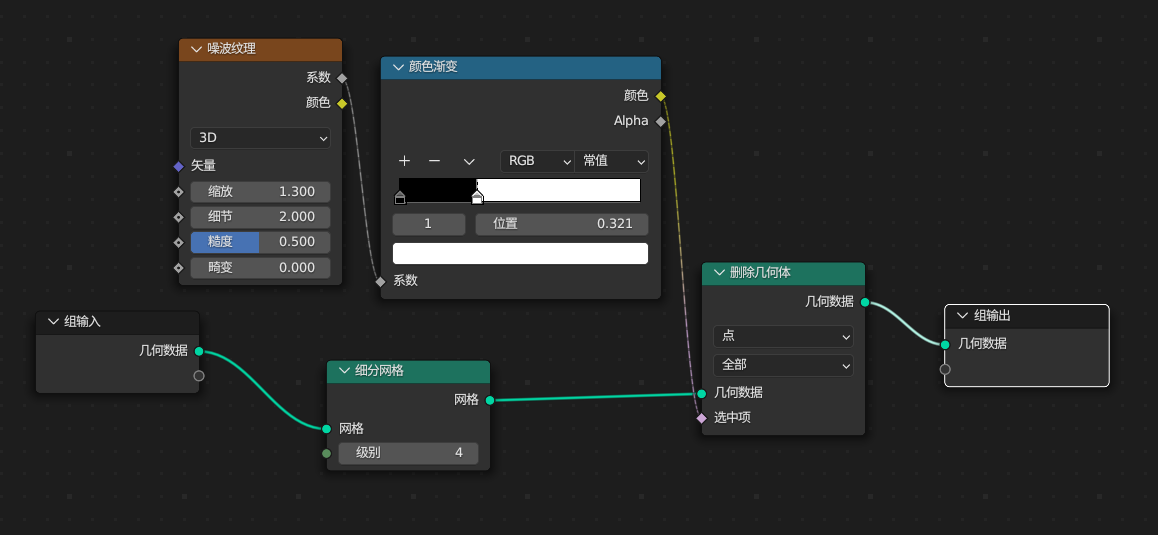 噪波纹理
系数
颜色
3D
矢量
缩放 1.300
细节 2.000
糙度 0.500
畸变 0.000
颜色渐变
颜色
Alpha
RGB 常值
1 位置 0.321
系数
组输入
几何数据
细分网格
网格
网格
级别 4
删除几何体
几何数据
点
全部
几何数据
选中项
组输出
几何数据